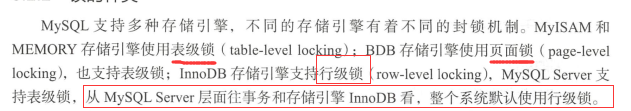 MySQL 支持多种存储引擎，不同的存储引擎有着不同的封锁机制。MyISAM 和
MEMORY 存储引擎使用表级锁（table-level locking）；BDB 存储引擎使用页面锁（page-level
locking），也支持表级锁；InnoDB 存储引擎支持行级锁（row-level locking），MySQL Server 支
持表级锁，从 MySQL Server 层面往事务和存储引擎 InnoDB 看，整个系统默认使用行级锁。